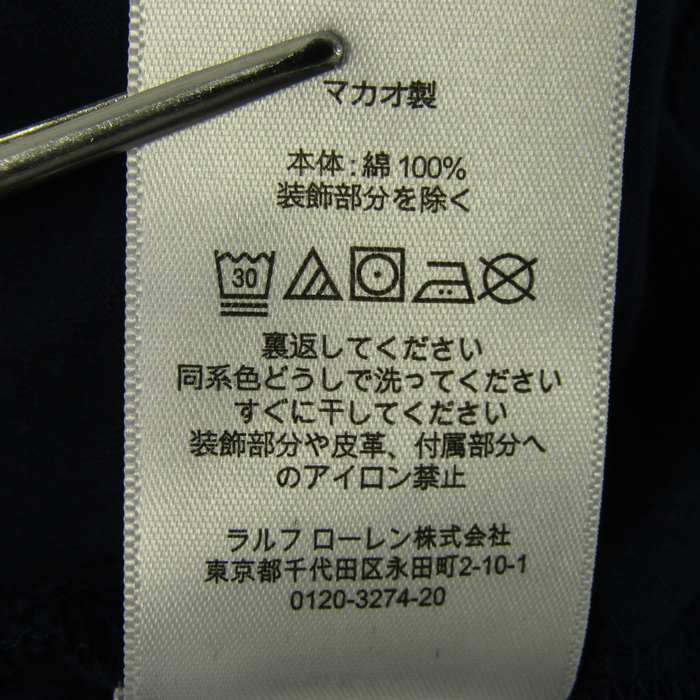 マカオ製
本体:綿100%
装飾部分を除く
30
裏返してください
同系色どうしで洗ってください
すぐに干してください
装飾部分や皮革、付属部分へ
のアイロン禁止
ラルフ ローレン株式会社
東京都千代田区永田町2-10-1
0120-3274-20